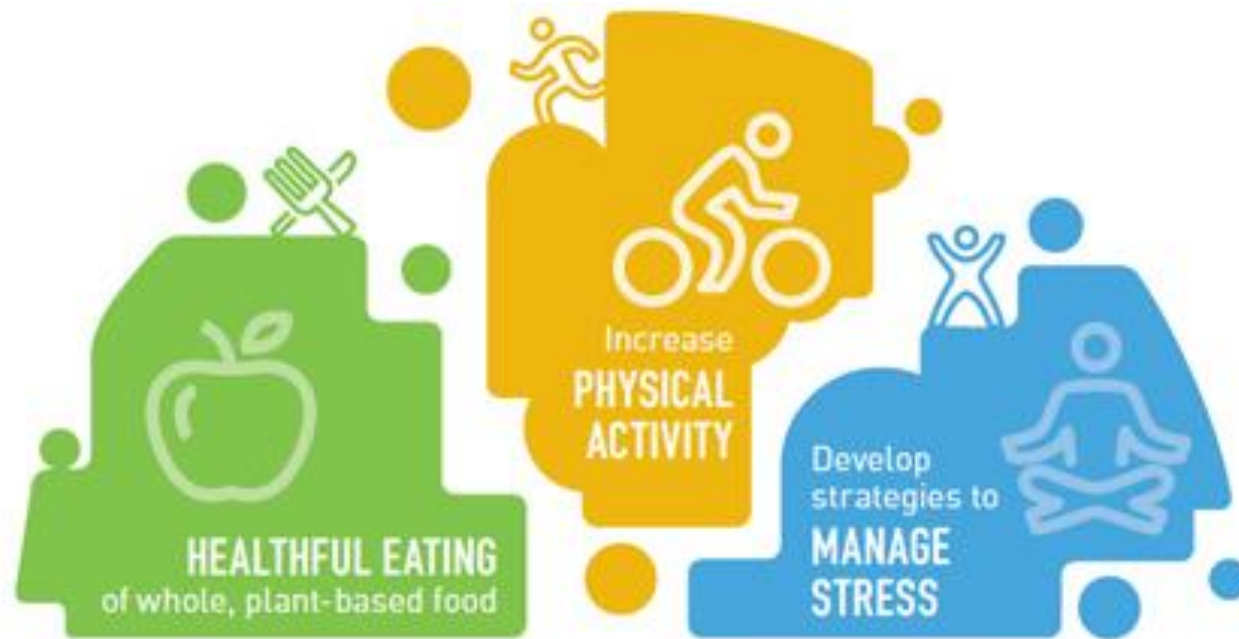 HEALTHFUL EATING
of whole, plant-based food
Increase
PHYSICAL
ACTIVITY
Develop
strategies to
MANAGE
STRESS